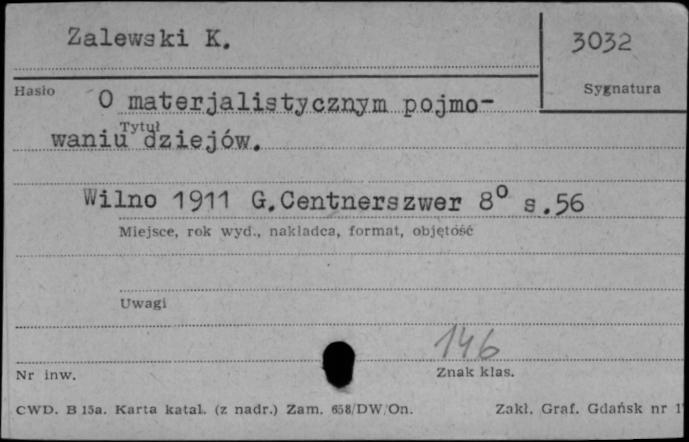 Zalewski K.
3032
Hasło
Sygnatura
O materjalistycznym pojmo-
Tytuł
waniu dziejów.
Wilno 1911 G.Centnerszwer 8° s.56
Miejsce, rok wyd., nakładca, format, objętość
Uwagi
146
Nr inw.
Znak klas.
CWD. B 15a. Karta katal. (z nadr.) Zam. 658/DW/On.
Zakł. Graf. Gdańsk nr